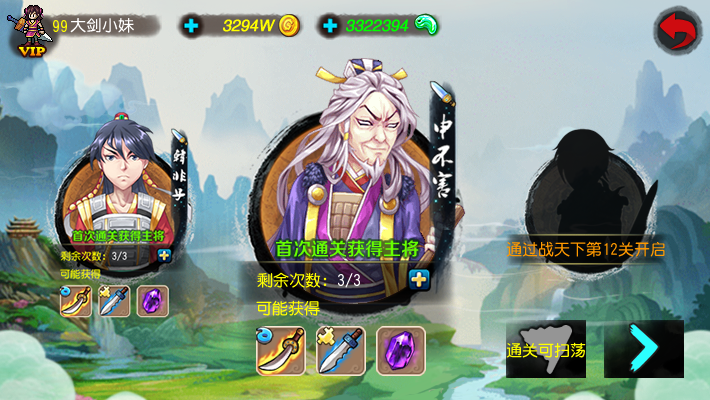 99大剑小妹
VIP
3294W
3322394
韩非子
首次通关获得主将
剩余次数：3/3
可能获得
申不害
首次通关获得主将
剩余次数：3/3
可能获得
通过战天下第12关开启
通关可扫荡